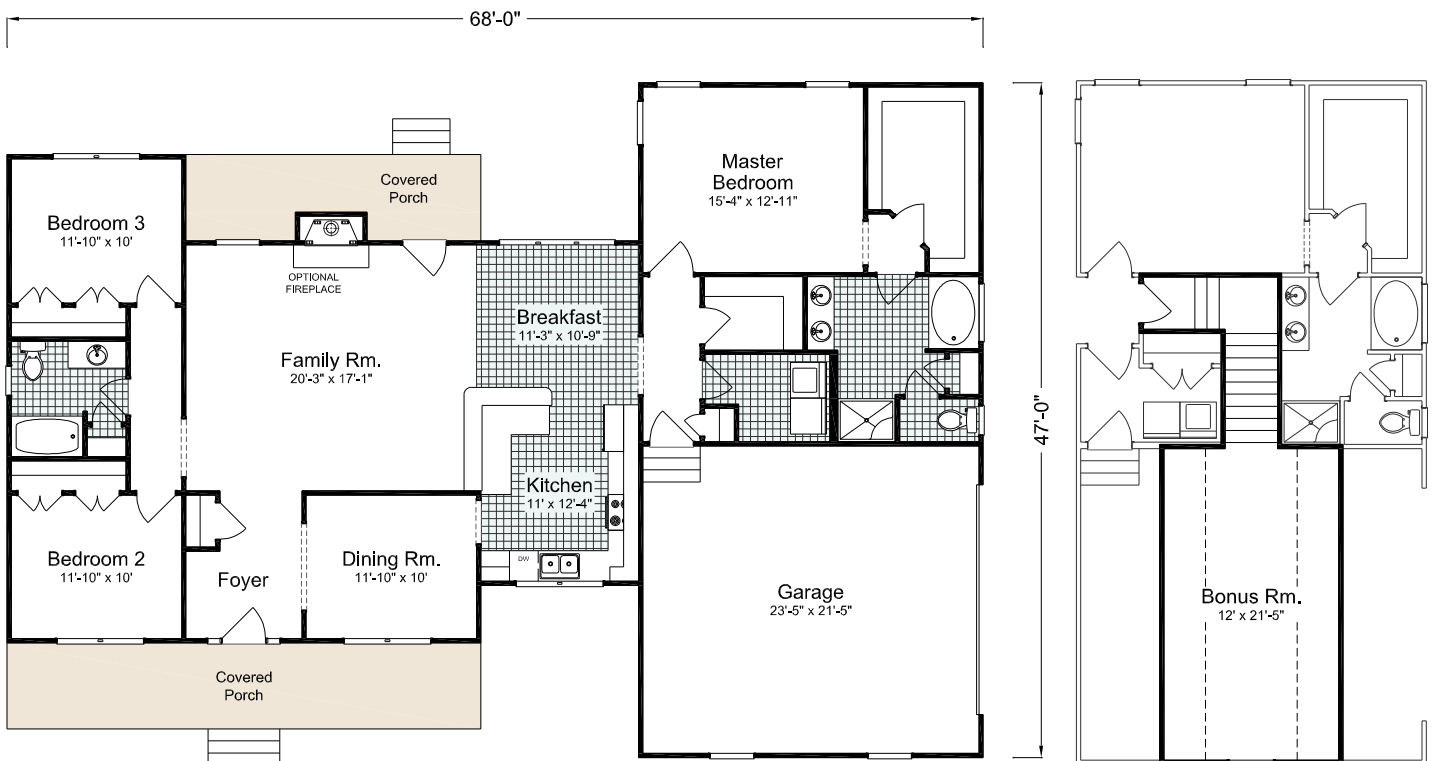 68'-0"
Covered
Porch
Master
Bedroom
15'-4" x 12'-11"
Bedroom 3
11'-10" x 10'
OPTIONAL
FIREPLACE
Breakfast
11'-3" x 10'-9"
Family Rm.
20'-3" x 17'-1"
47'-0"
Kitchen
11' x 12'-4"
Bedroom 2
11'-10" x 10'
Foyer
Dining Rm.
11'-10" x 10'
DW
Garage
23'-5" x 21'-5"
Bonus Rm.
12' x 21'-5"
Covered
Porch